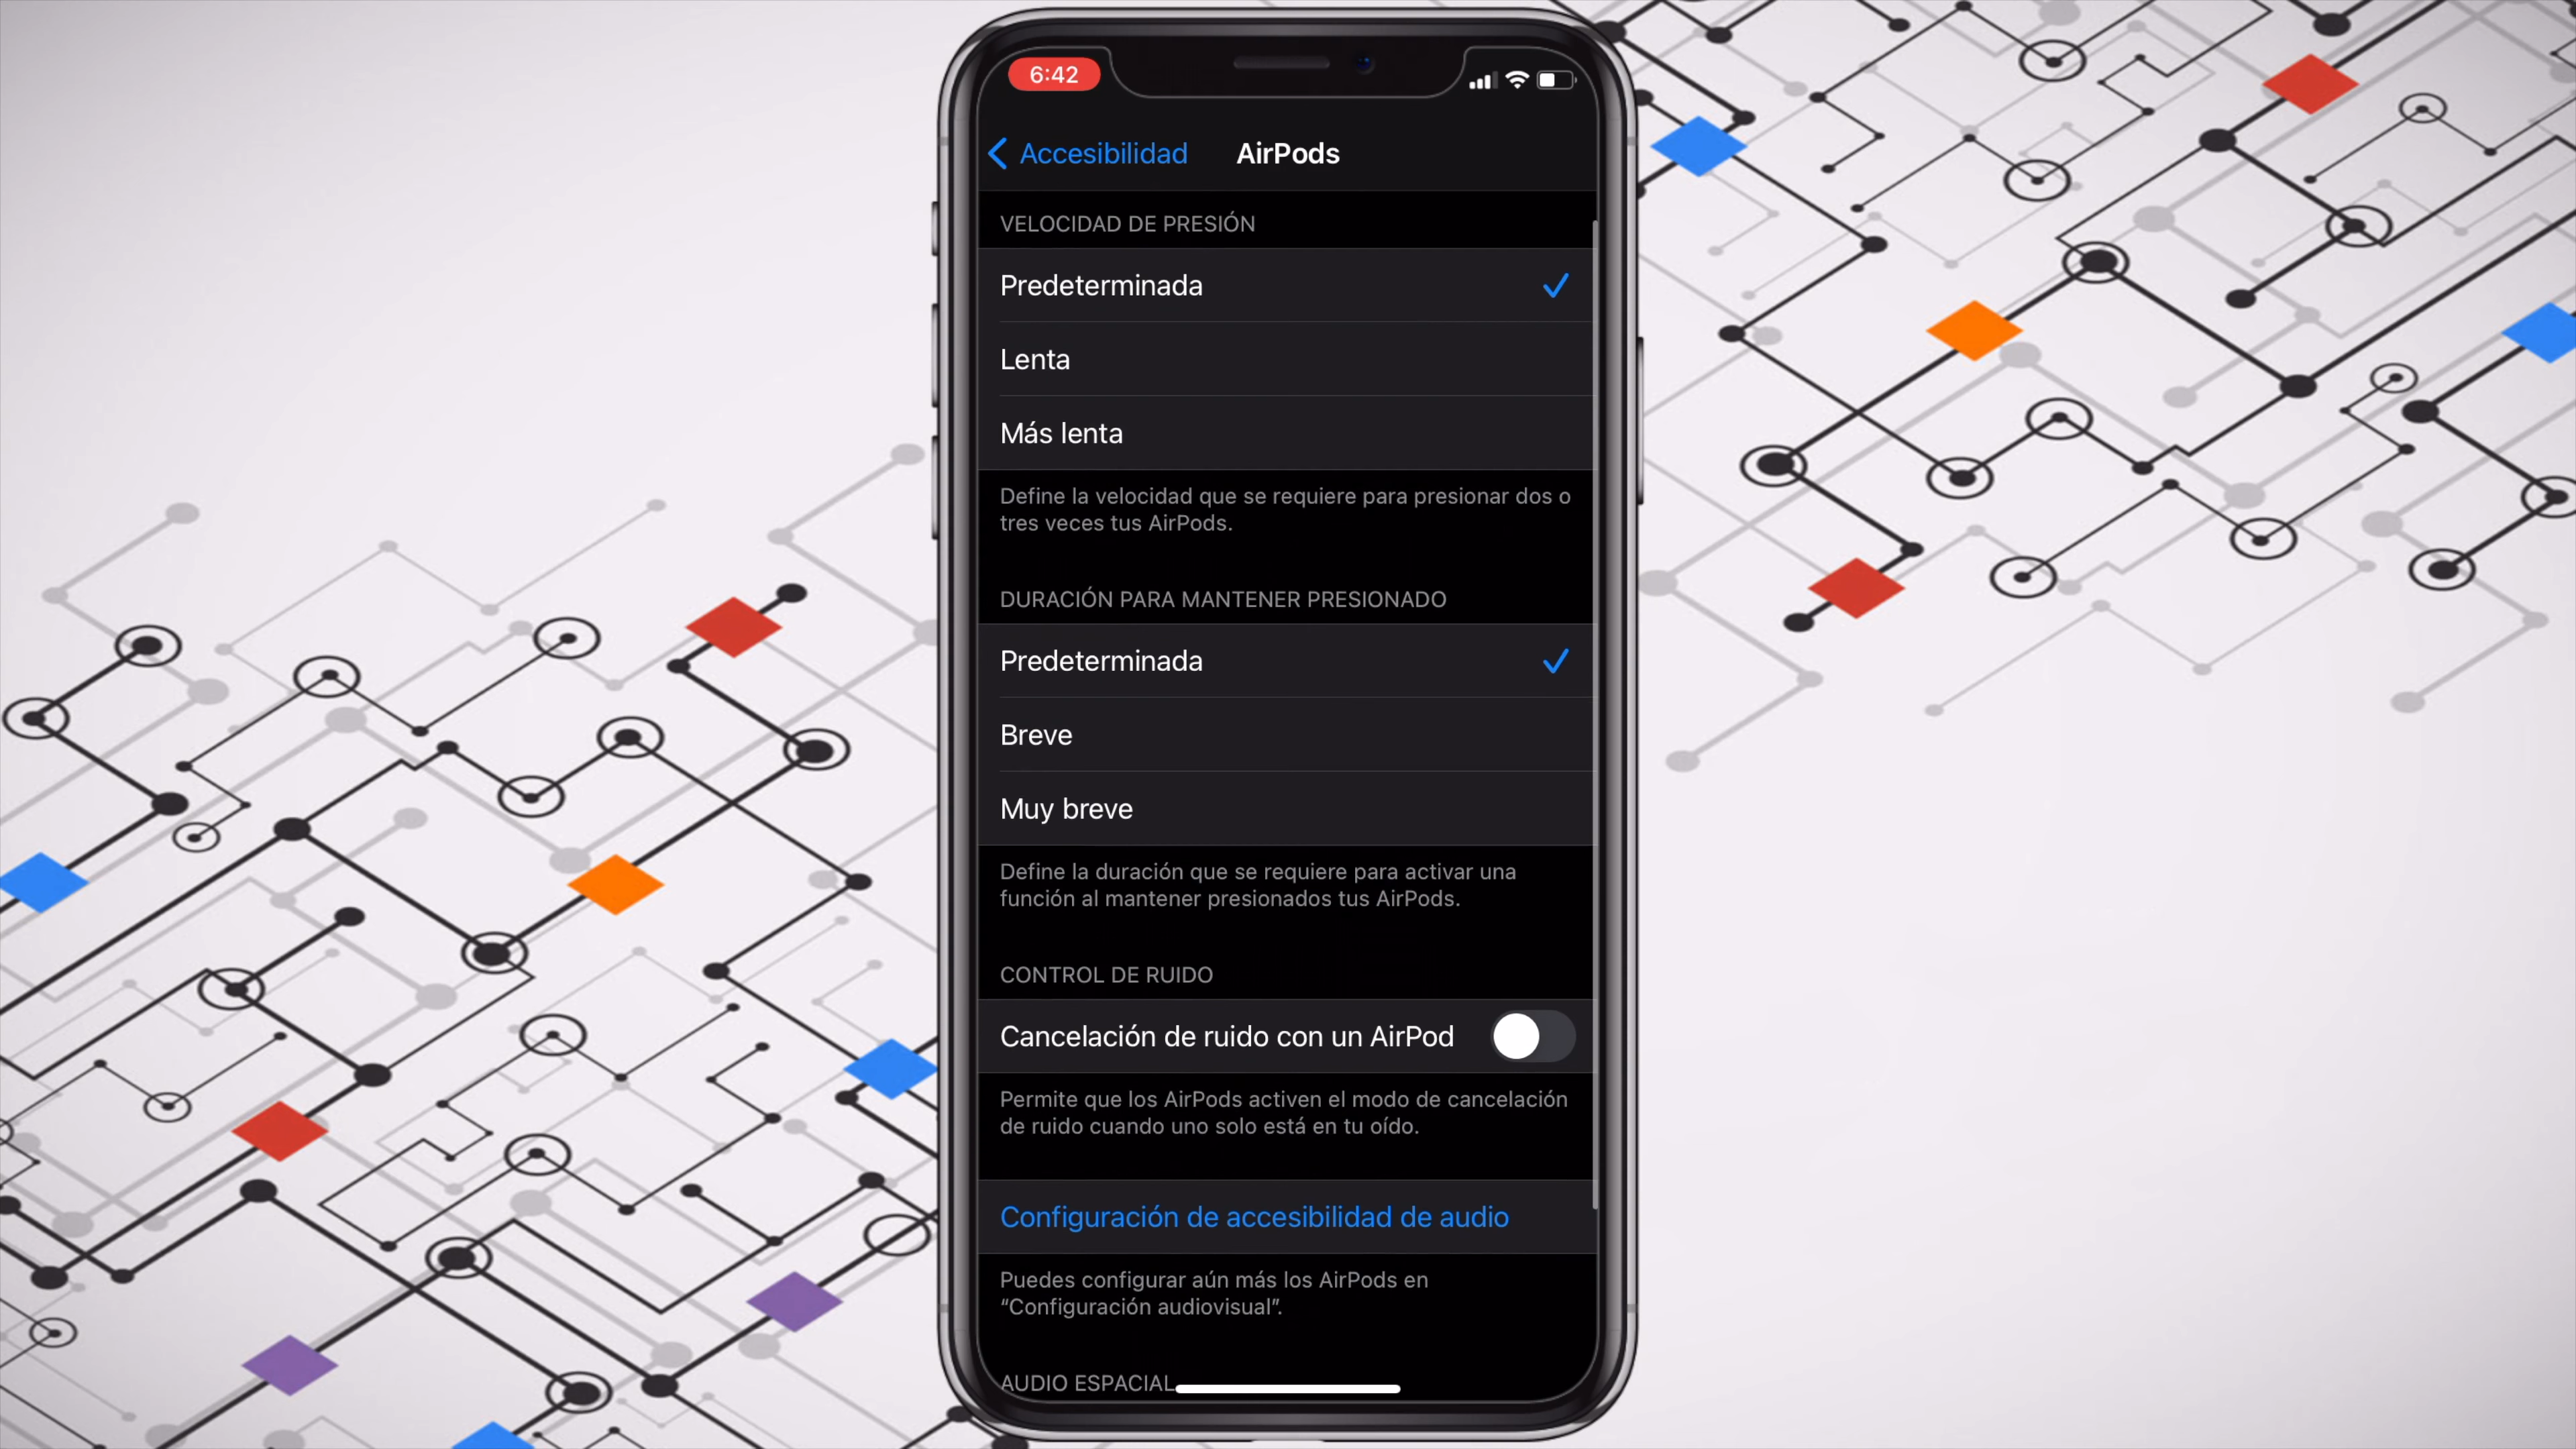 6:42
Accesibilidad
AirPods
VELOCIDAD DE PRESIÓN
Predeterminada
Lenta
Más lenta
Define la velocidad que se requiere para presionar dos o
tres veces tus AirPods.
DURACIÓN PARA MANTENER PRESIONADO
Predeterminada
Breve
Muy breve
Define la duración que se requiere para activar una
función al mantener presionados tus AirPods.
CONTROL DE RUIDO
Cancelación de ruido con un AirPod
Permite que los AirPods activen el modo de cancelación
de ruido cuando uno solo está en tu oído.
Configuración de accesibilidad de audio
Puedes configurar aún más los AirPods en
“Configuración audiovisual”.
AUDIO ESPACIAL